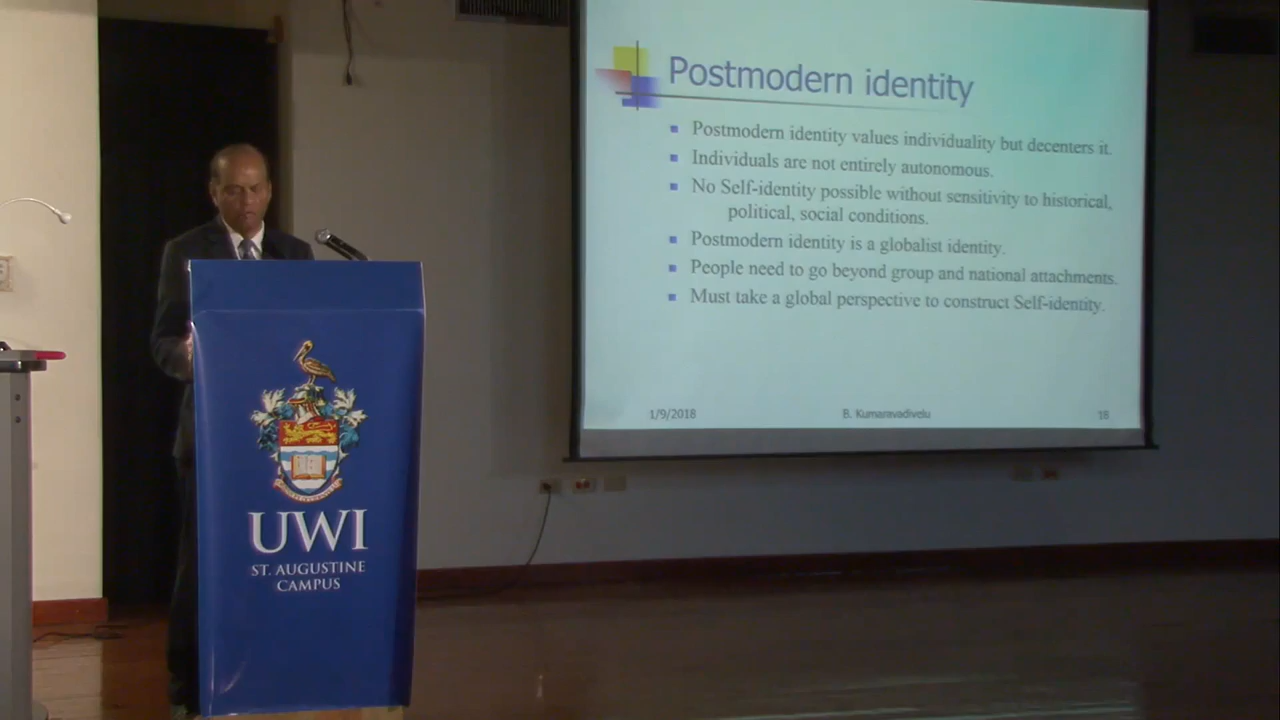 Postmodern identity
Postmodern identity values individuality but decenters it.
Individuals are not entirely autonomous.
No Self-identity possible without sensitivity to historical,
political, social conditions.
Postmodern identity is a globalist identity.
People need to go beyond group and national attachments.
Must take a global perspective to construct Self-identity.
1/9/2018 B. Kumaravadivelu 18
UWI
ST. AUGUSTINE
CAMPUS